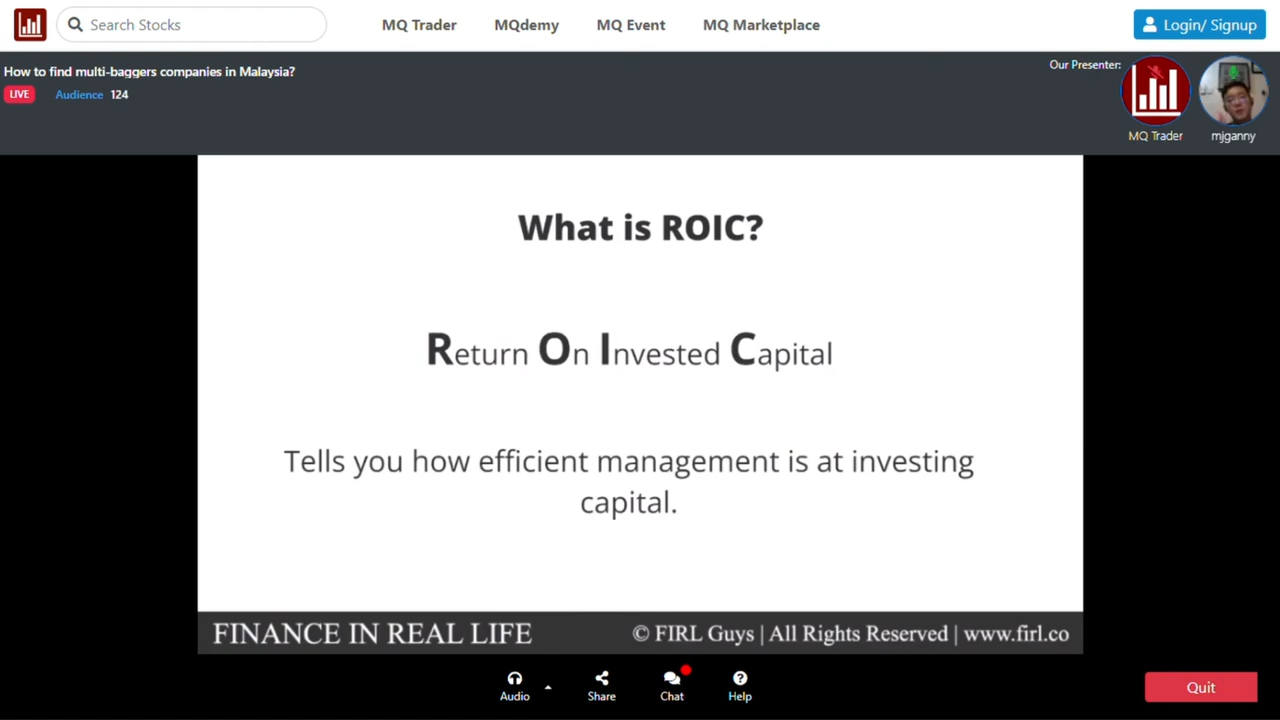 Search Stocks
MQ Trader
MQdemy
MQ Event
MQ Marketplace
Login/ Signup
How to find multi-baggers companies in Malaysia?
LIVE
Audience 124
Our Presenter:
MQ Trader
mjganny
What is ROIC?
Return On Invested Capital
Tells you how efficient management is at investing
capital.
FINANCE IN REAL LIFE
© FIRL Guys | All Rights Reserved | www.firl.co
Audio
Share
Chat
Help
Quit